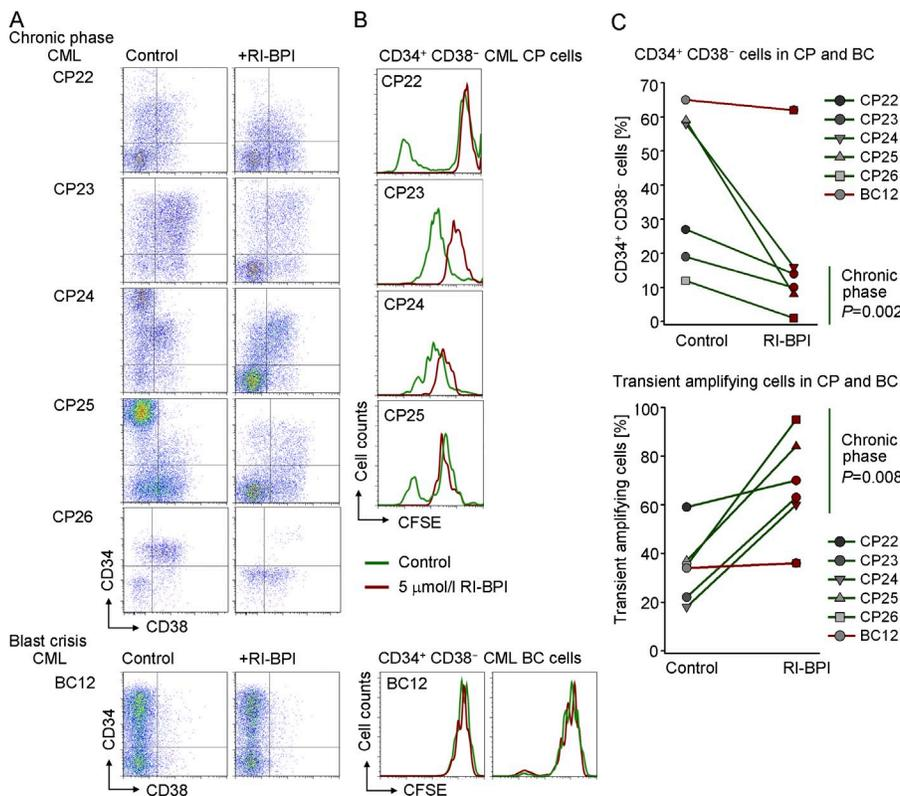 A
Chronic phase
CML
Control
+RI-BPI
CP22
CP23
CP24
CP25
CP26
CD34
CD38
Blast crisis
CML
Control
+RI-BPI
BC12
CD34
CD38
B
CD34⁺ CD38⁻ CML CP cells
CP22
CP23
CP24
CP25
Cell counts
CFSE
Control
5 µmol/l RI-BPI
CD34⁺ CD38⁻ CML BC cells
BC12
Cell counts
CFSE
C
CD34⁺ CD38⁻ cells in CP and BC
CD34⁺ CD38⁻ cells [%]
70
60
50
40
30
20
10
0
Control
RI-BPI
CP22
CP23
CP24
CP25
CP26
BC12
Chronic
phase
P=0.002
Transient amplifying cells in CP and BC
Transient amplifying cells [%]
100
80
60
40
20
0
Control
RI-BPI
Chronic
phase
P=0.008
CP22
CP23
CP24
CP25
CP26
BC12